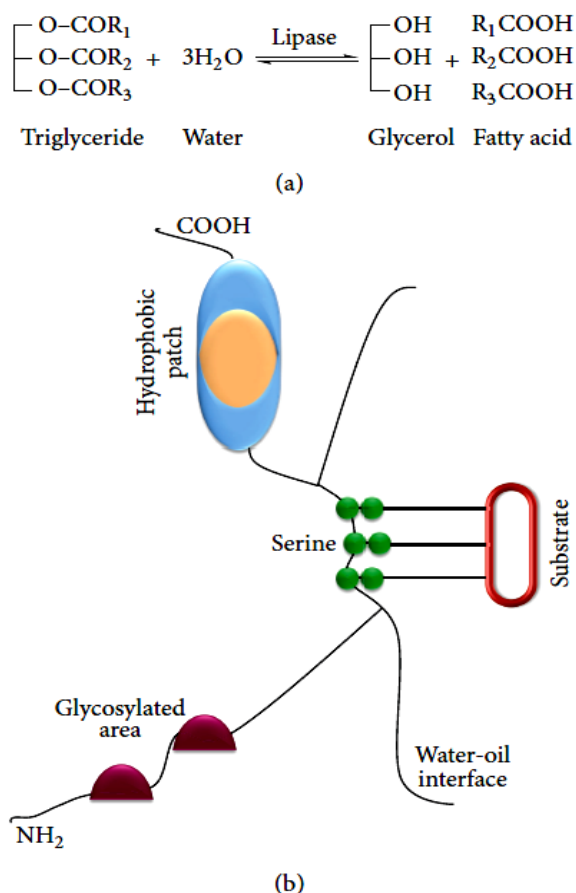 O–COR₁ OH R₁COOH
Lipase
O–COR₂ + 3H₂O OH + R₂COOH
O–COR₃ OH R₃COOH
Triglyceride Water Glycerol Fatty acid
(a)
COOH
Hydrophobic
patch
Serine
Substrate
Glycosylated
area
Water-oil
interface
NH₂
(b)